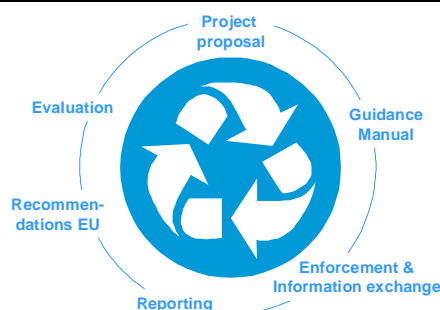 Project
proposal
Evaluation
Guidance
Manual
Recommen-
dations EU
Enforcement &
Information exchange
Reporting